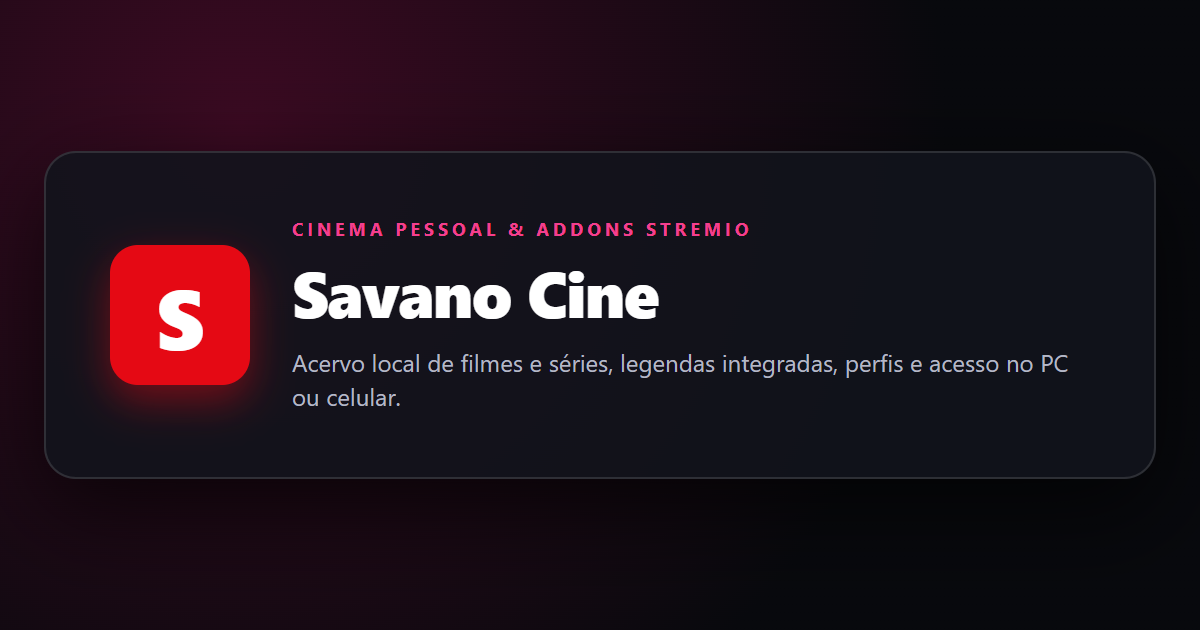 S
CINEMA PESSOAL & ADDONS STREMIO
Savano Cine
Acervo local de filmes e séries, legendas integradas, perfis e acesso no PC
ou celular.